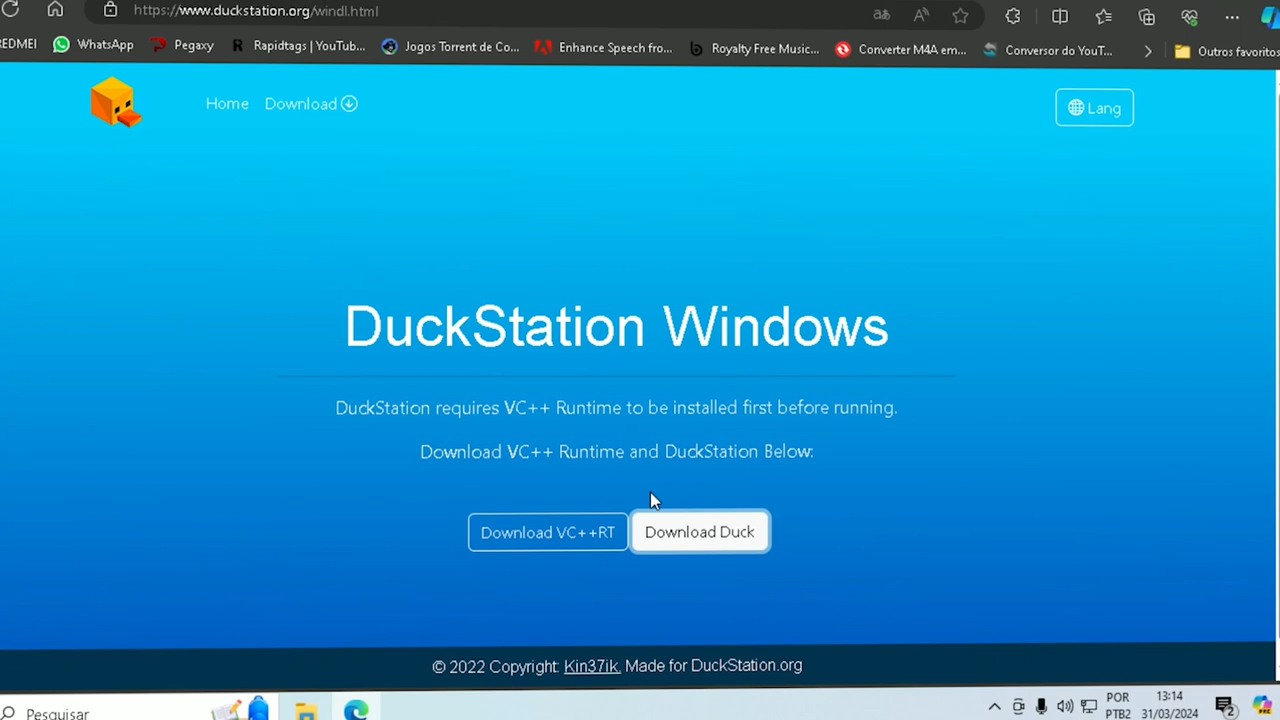 https://www.duckstation.org/windl.html
REDMEI WhatsApp Pegaxy Rapidtags | YouTub... Jogos Torrent de Co... Enhance Speech fro... Royalty Free Music... Converter M4A em... Conversor do YouT... Outros favoritos
Home Download Lang
DuckStation Windows
DuckStation requires VC++ Runtime to be installed first before running.
Download VC++ Runtime and DuckStation Below:
Download VC++RT Download Duck
© 2022 Copyright: Kin37ik. Made for DuckStation.org
Pesquisar
POR
PTB2
13:14
31/03/2024
2